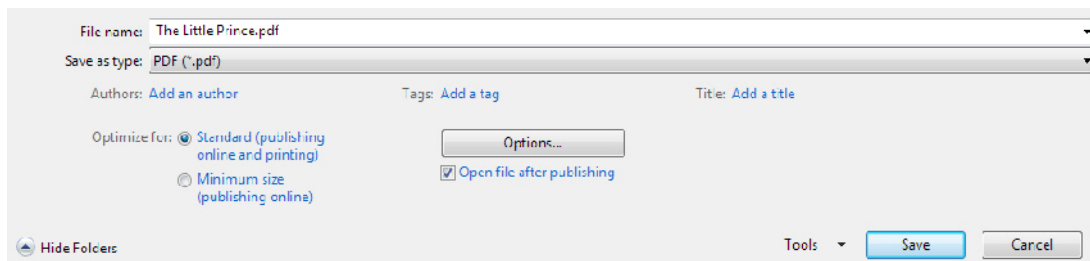 File name: The Little Prince.pdf
Save as type: PDF (*.pdf)
Authors: Add an author Tags: Add a tag Title: Add a title
Optimize for: Standard (publishing
online and printing)
Options...
Open file after publishing
Minimum size
(publishing online)
Hide Folders Tools Save Cancel